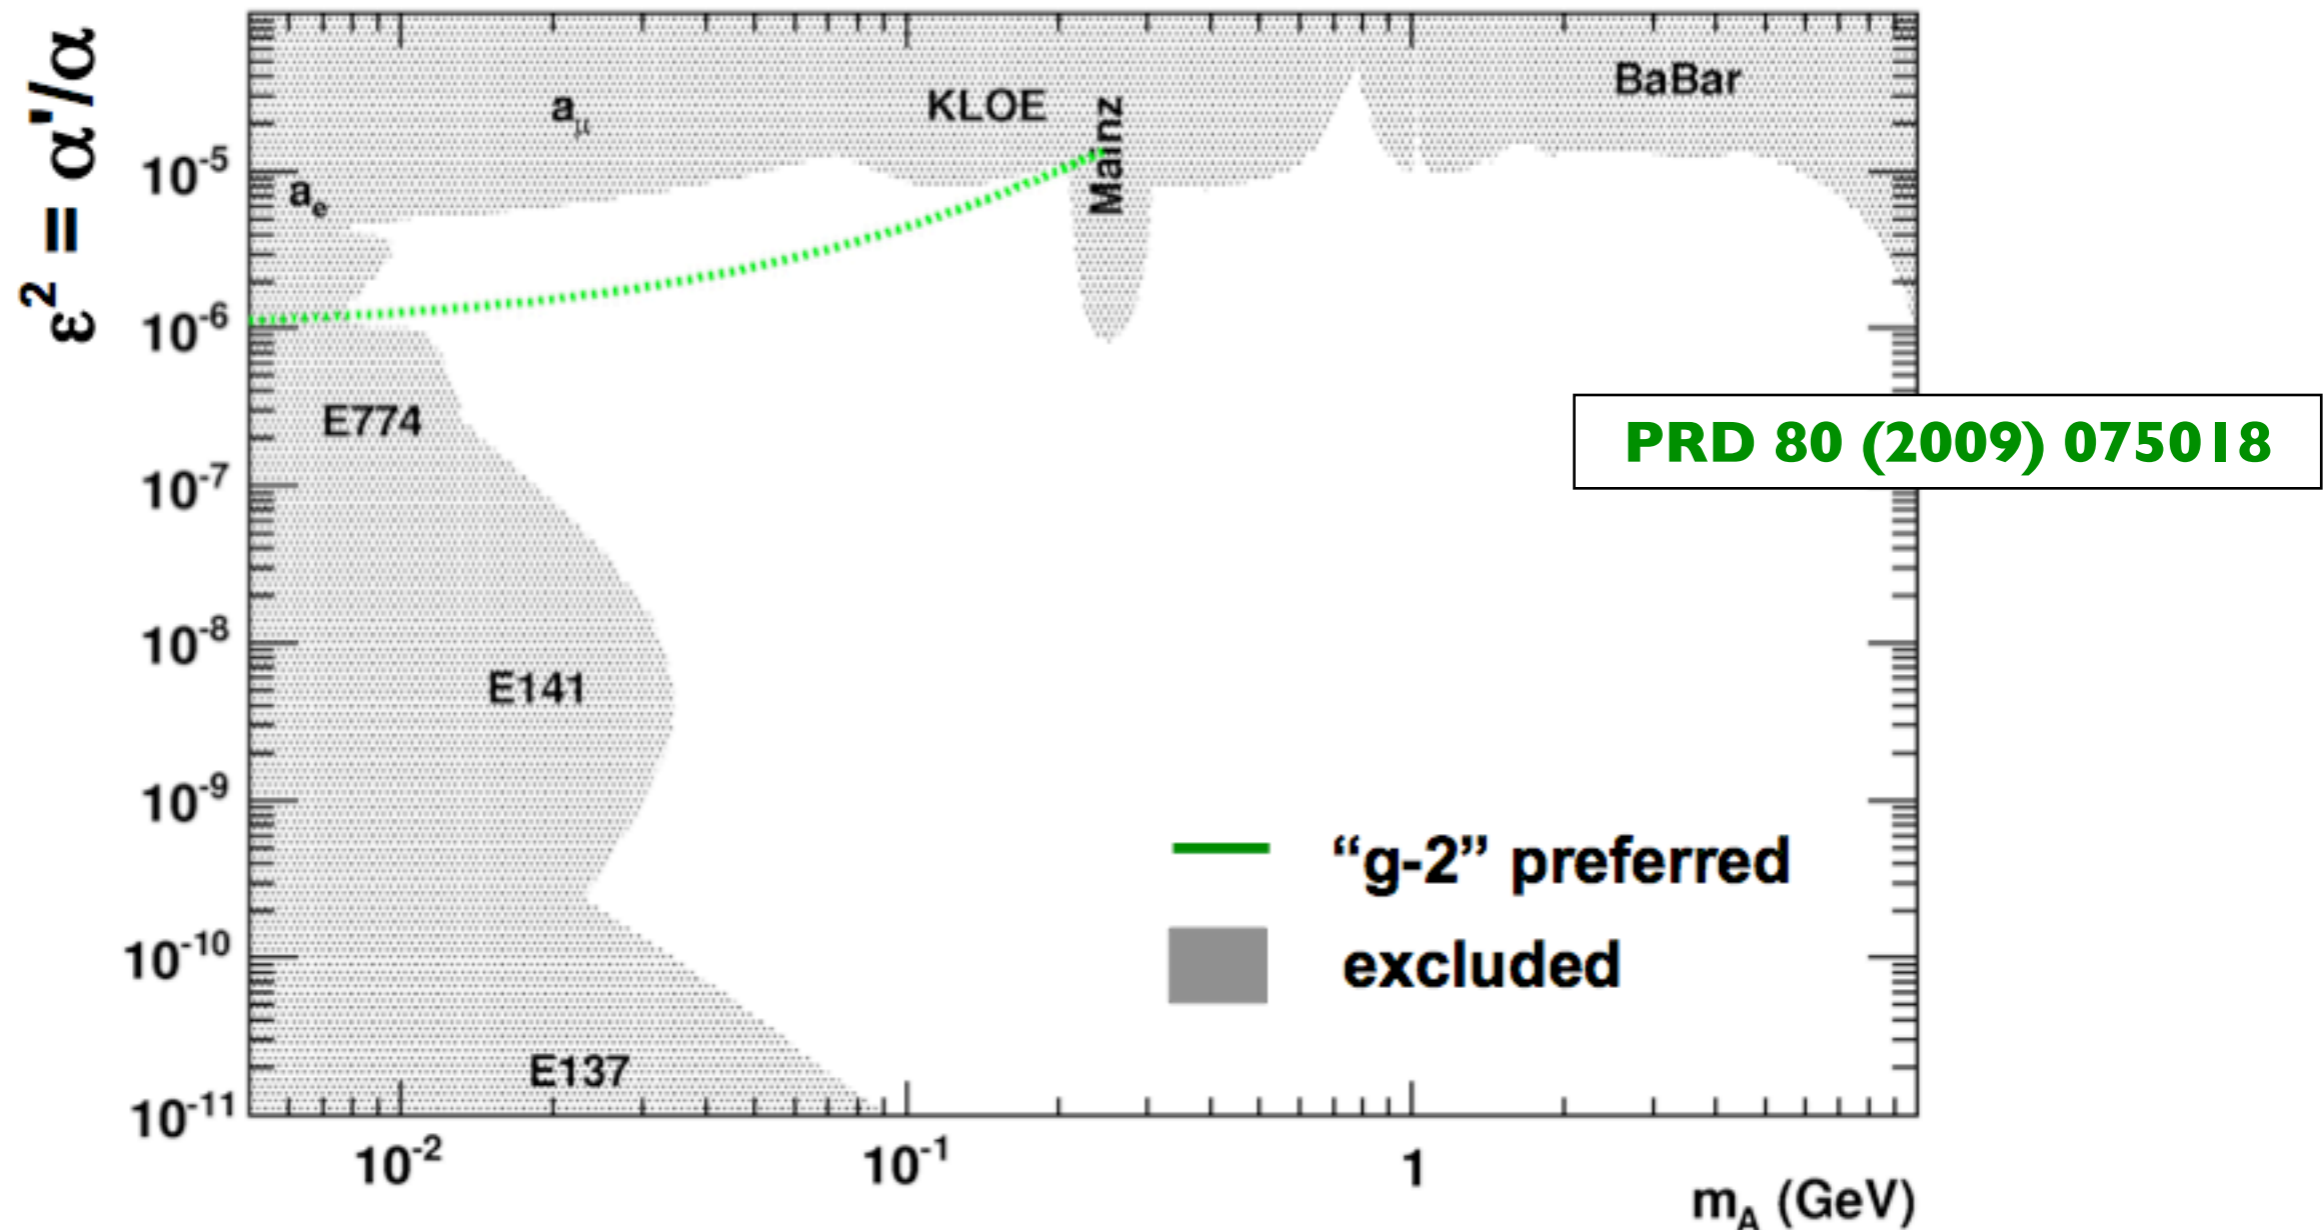 ε² = α'/α
10⁻⁵
10⁻⁶
10⁻⁷
10⁻⁸
10⁻⁹
10⁻¹⁰
10⁻¹¹
a_μ
KLOE
Mainz
BaBar
a_e
E774
E141
E137
PRD 80 (2009) 075018
“g-2” preferred
excluded
10⁻²
10⁻¹
1
m_A (GeV)